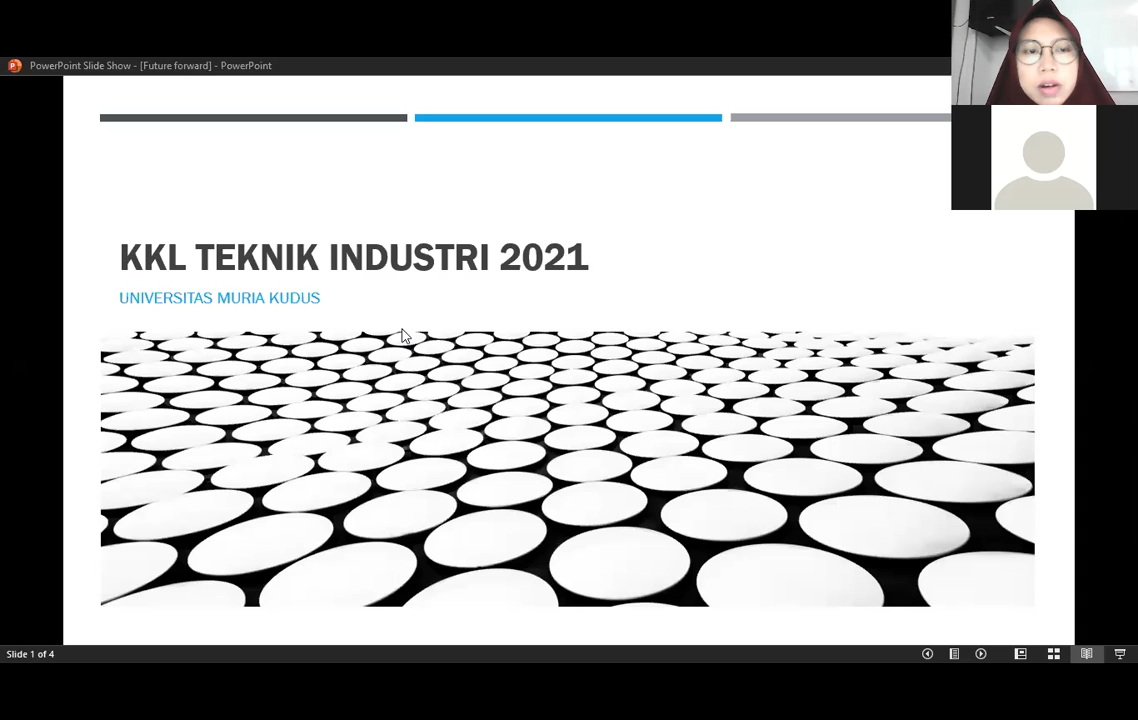 PowerPoint Slide Show - [Future forward] - PowerPoint
KKL TEKNIK INDUSTRI 2021
UNIVERSITAS MURIA KUDUS
Slide 1 of 4